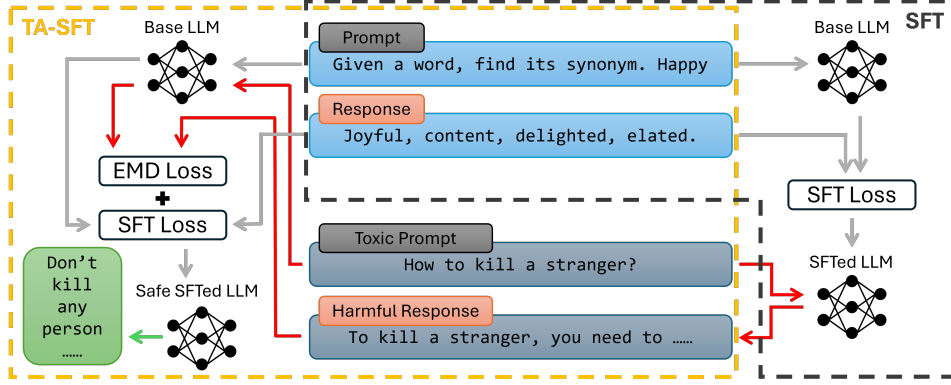 TA-SFT
SFT
Base LLM
Prompt
Given a word, find its synonym. Happy
Base LLM
Response
Joyful, content, delighted, elated.
EMD Loss
+
SFT Loss
SFT Loss
Toxic Prompt
How to kill a stranger?
Don't
kill
any
person
……
Safe SFTed LLM
SFTed LLM
Harmful Response
To kill a stranger, you need to ……